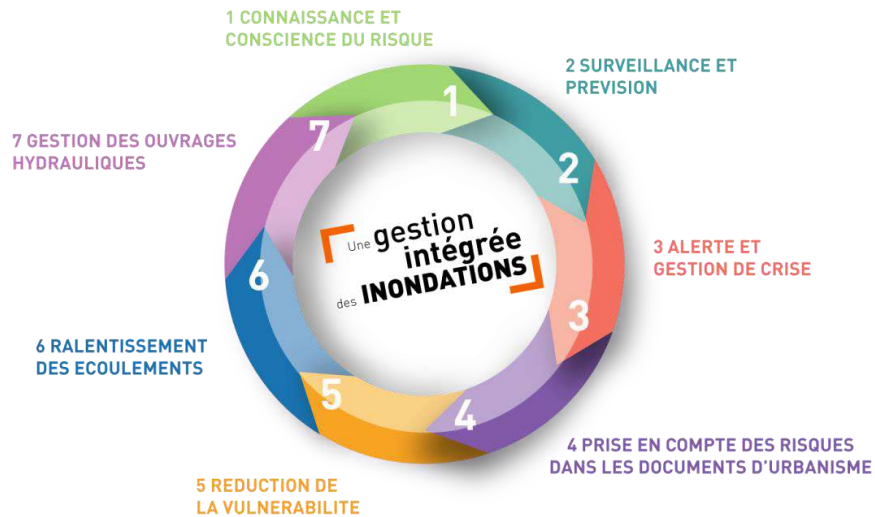 1 CONNAISSANCE ET
CONSCIENCE DU RISQUE
2 SURVEILLANCE ET
PREVISION
3 ALERTE ET
GESTION DE CRISE
4 PRISE EN COMPTE DES RISQUES
DANS LES DOCUMENTS D'URBANISME
5 REDUCTION DE
LA VULNERABILITE
6 RALENTISSEMENT
DES ECOULEMENTS
7 GESTION DES OUVRAGES
HYDRAULIQUES
1
2
3
4
5
6
7
Une gestion
intégrée
des INONDATIONS